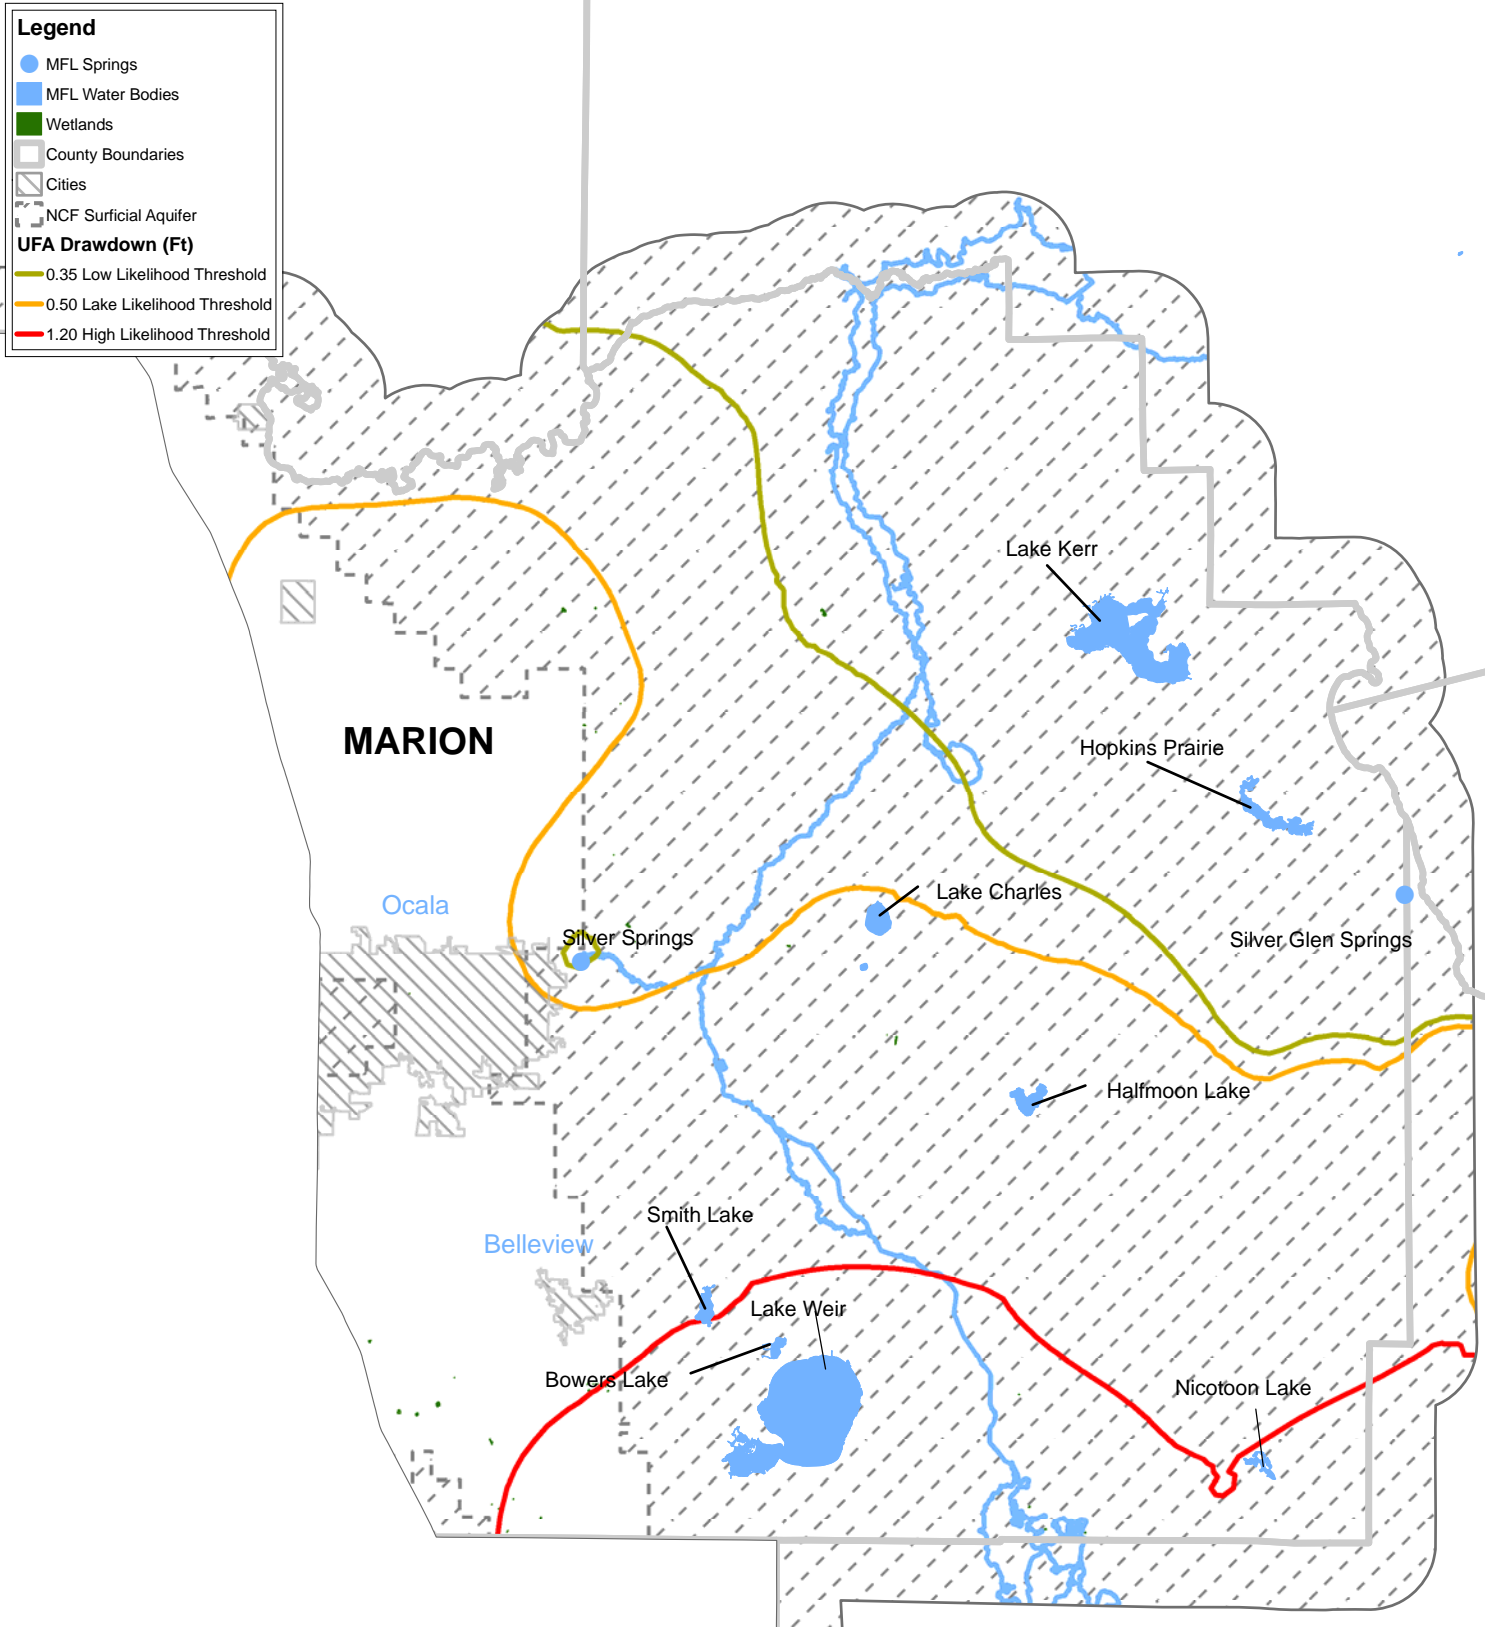 Legend
MFL Springs
MFL Water Bodies
Wetlands
County Boundaries
Cities
NCF Surficial Aquifer
UFA Drawdown (Ft)
0.35 Low Likelihood Threshold
0.50 Lake Likelihood Threshold
1.20 High Likelihood Threshold
Lake Kerr
MARION
Hopkins Prairie
Lake Charles
Ocala
Silver Springs
Silver Glen Springs
Halfmoon Lake
Smith Lake
Belleview
Lake Weir
Bowers Lake
Nicotoon Lake